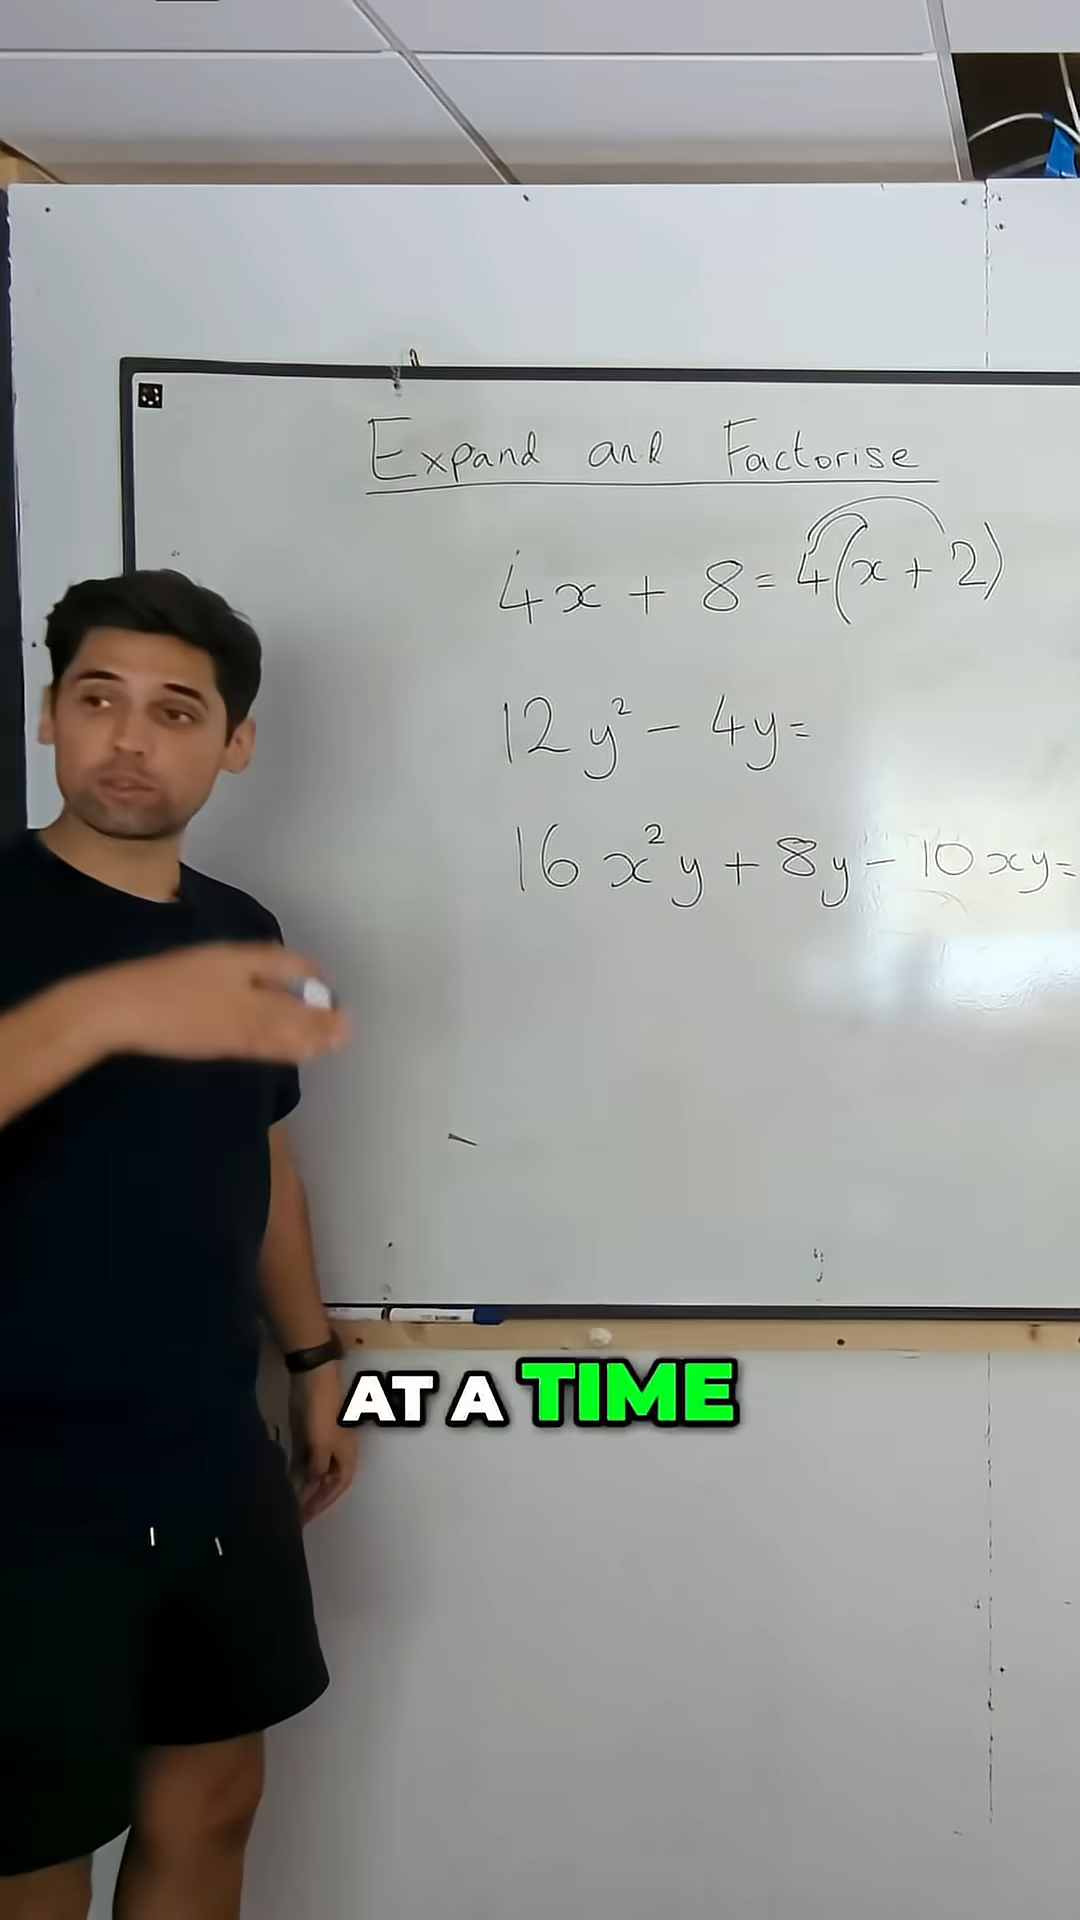 Expand and Factorise
4x + 8 = 4(x + 2)
12y² - 4y =
16x²y + 8y - 10xy =
AT A TIME